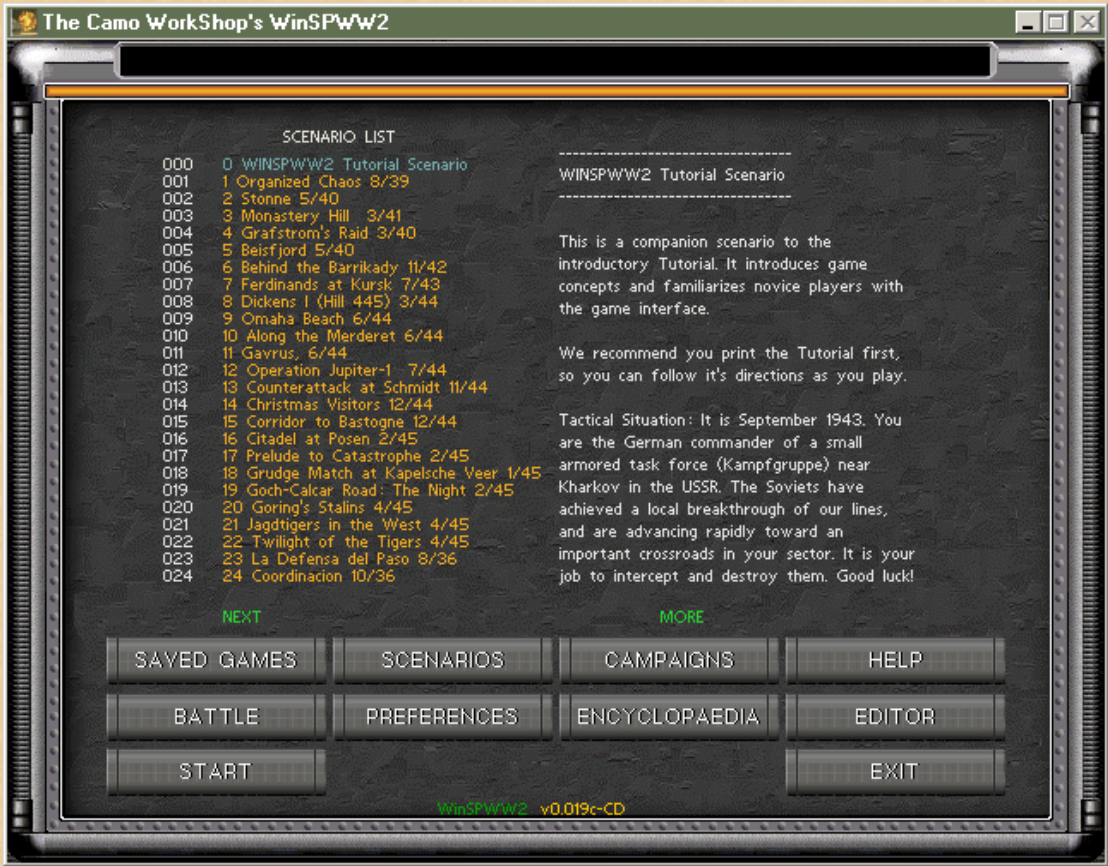 The Camo WorkShop's WinSPWW2
SCENARIO LIST
000 0 WINSPWW2 Tutorial Scenario
001 1 Organized Chaos 8/39
002 2 Stonne 5/40
003 3 Monastery Hill 3/41
004 4 Grafstrom's Raid 3/40
005 5 Beisfjord 5/40
006 6 Behind the Barrikady 11/42
007 7 Ferdinands at Kursk 7/43
008 8 Dickens I (Hill 445) 3/44
009 9 Omaha Beach 6/44
010 10 Along the Merderet 6/44
011 11 Gavrus, 6/44
012 12 Operation Jupiter-1 7/44
013 13 Counterattack at Schmidt 11/44
014 14 Christmas Visitors 12/44
015 15 Corridor to Bastogne 12/44
016 16 Citadel at Posen 2/45
017 17 Prelude to Catastrophe 2/45
018 18 Grudge Match at Kapelsche Veer 1/45
019 19 Goch-Calcar Road: The Night 2/45
020 20 Goring's Stalins 4/45
021 21 Jagdtigers in the West 4/45
022 22 Twilight of the Tigers 4/45
023 23 La Defensa del Paso 8/36
024 24 Coordinacion 10/36
NEXT
-------------------------------
WINSPWW2 Tutorial Scenario
-------------------------------
This is a companion scenario to the
introductory Tutorial. It introduces game
concepts and familiarizes novice players with
the game interface.
We recommend you print the Tutorial first,
so you can follow it's directions as you play.
Tactical Situation: It is September 1943. You
are the German commander of a small
armored task force (Kampfgruppe) near
Kharkov in the USSR. The Soviets have
achieved a local breakthrough of our lines,
and are advancing rapidly toward an
important crossroads in your sector. It is your
job to intercept and destroy them. Good luck!
MORE
SAVED GAMES SCENARIOS CAMPAIGNS HELP
BATTLE PREFERENCES ENCYCLOPAEDIA EDITOR
START EXIT
WinSPWW2 v0.019c-CD